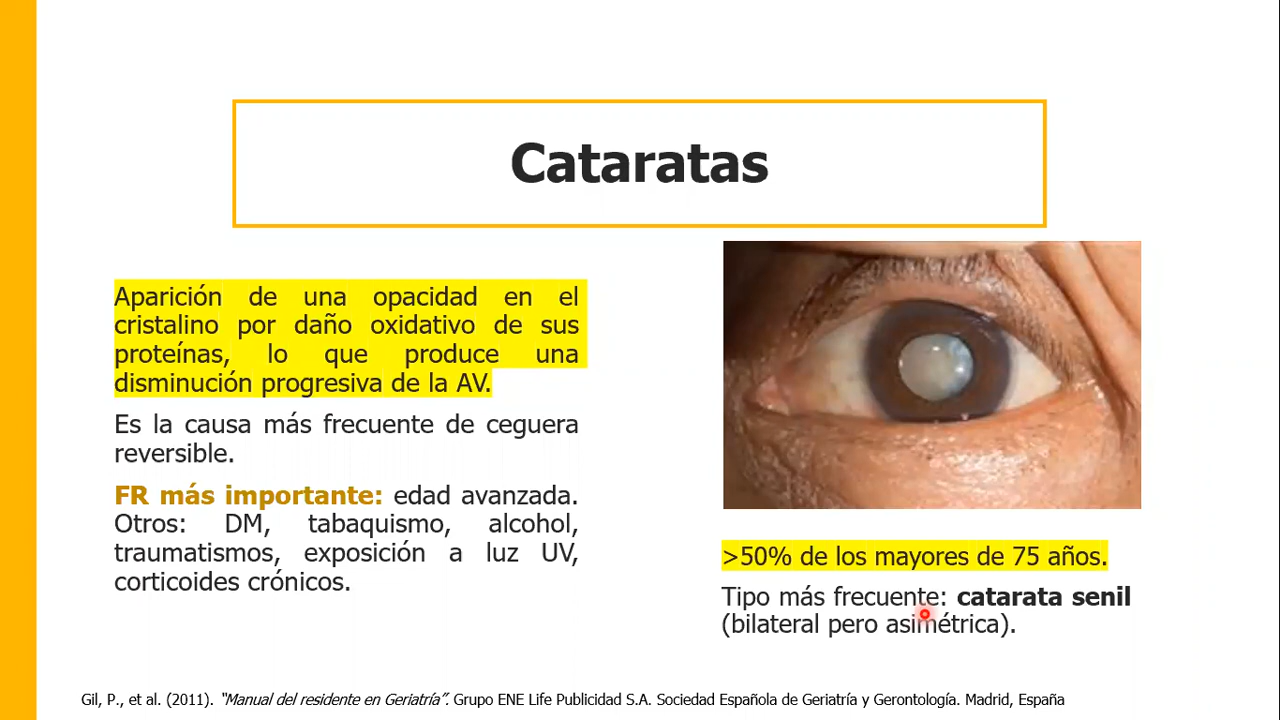 Cataratas
Aparición de una opacidad en el
cristalino por daño oxidativo de sus
proteínas, lo que produce una
disminución progresiva de la AV.
Es la causa más frecuente de ceguera
reversible.
FR más importante: edad avanzada.
Otros: DM, tabaquismo, alcohol,
traumatismos, exposición a luz UV,
corticoides crónicos.
>50% de los mayores de 75 años.
Tipo más frecuente: catarata senil
(bilateral pero asimétrica).
Gil, P., et al. (2011). “Manual del residente en Geriatría”. Grupo ENE Life Publicidad S.A. Sociedad Española de Geriatría y Gerontología. Madrid, España